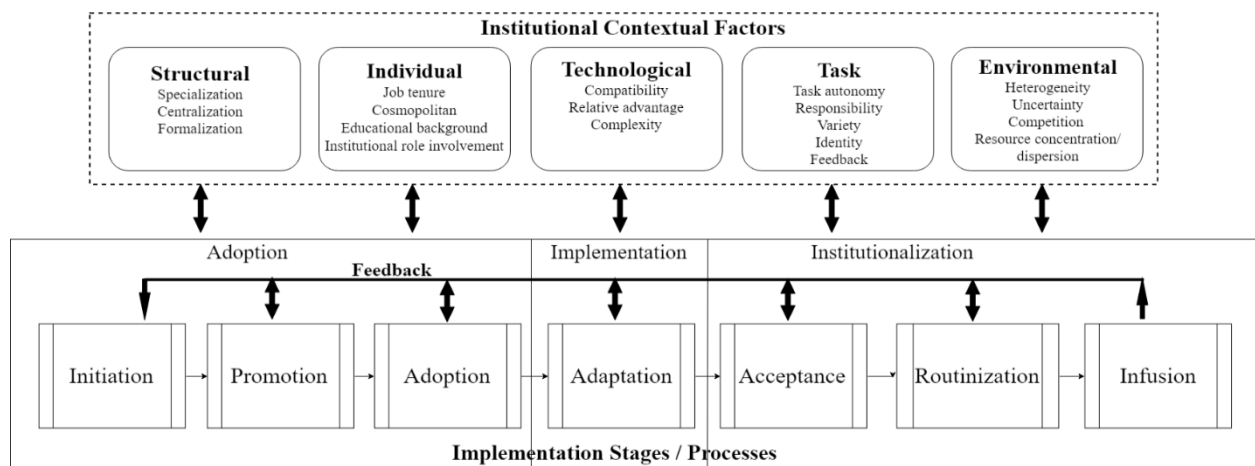 Institutional Contextual Factors
Structural
Specialization
Centralization
Formalization
Individual
Job tenure
Cosmopolitan
Educational background
Institutional role involvement
Technological
Compatibility
Relative advantage
Complexity
Task
Task autonomy
Responsibility
Variety
Identity
Feedback
Environmental
Heterogeneity
Uncertainty
Competition
Resource concentration/
dispersion
Adoption
Implementation
Institutionalization
Feedback
Initiation
Promotion
Adoption
Adaptation
Acceptance
Routinization
Infusion
Implementation Stages / Processes